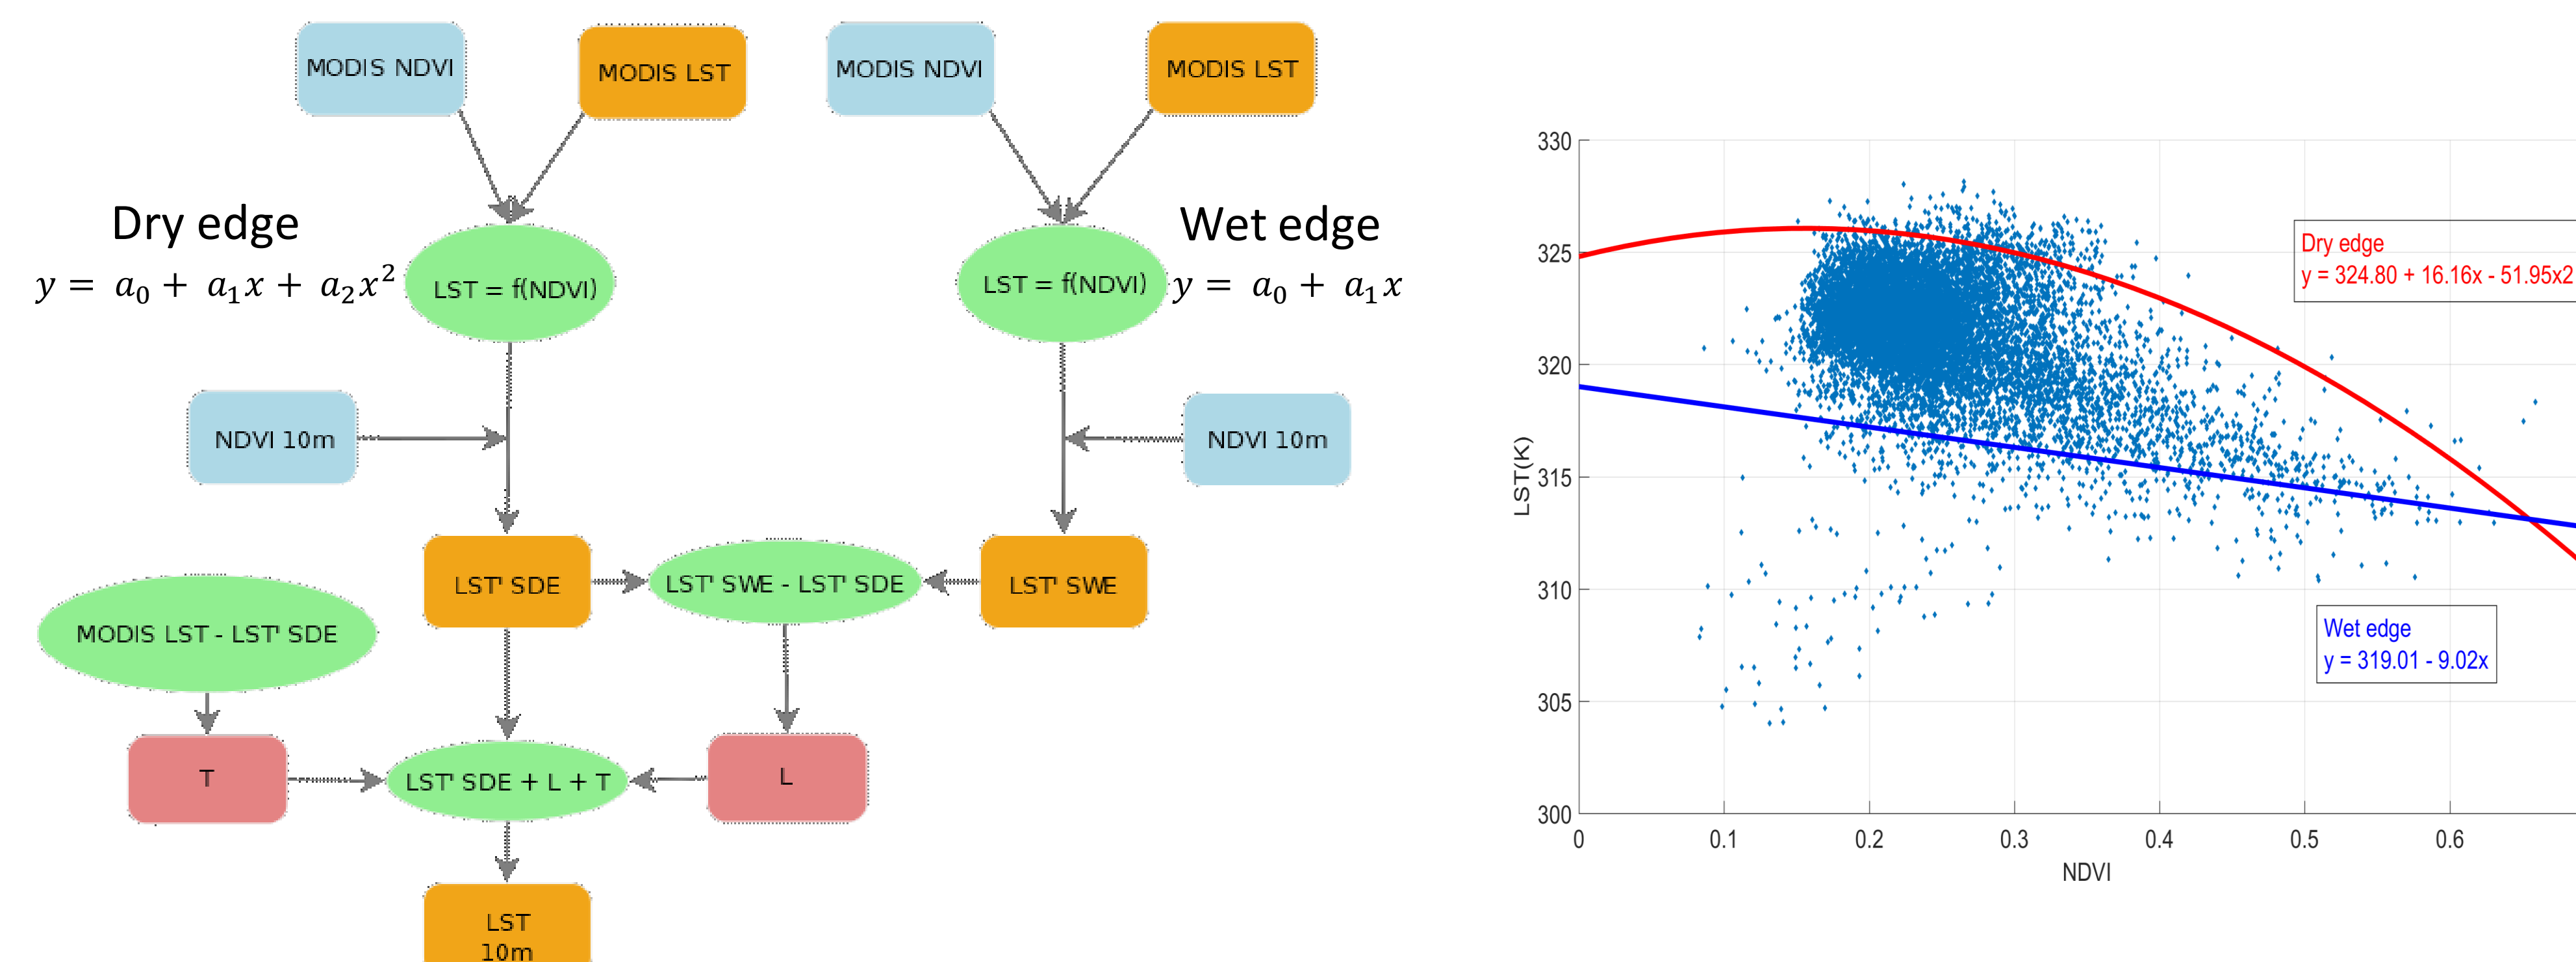 MODIS NDVI
MODIS LST
MODIS NDVI
MODIS LST
Dry edge
y = a₀ + a₁x + a₂x²
LST = f(NDVI)
LST = f(NDVI)
Wet edge
y = a₀ + a₁x
NDVI 10m
NDVI 10m
LST' SDE
LST' SWE - LST' SDE
LST' SWE
MODIS LST - LST' SDE
T
LST' SDE + L + T
L
LST
10m
330
325
320
315
310
305
300
LST(K)
0
0.1
0.2
0.3
0.4
0.5
0.6
NDVI
Dry edge
y = 324.80 + 16.16x - 51.95x2
Wet edge
y = 319.01 - 9.02x